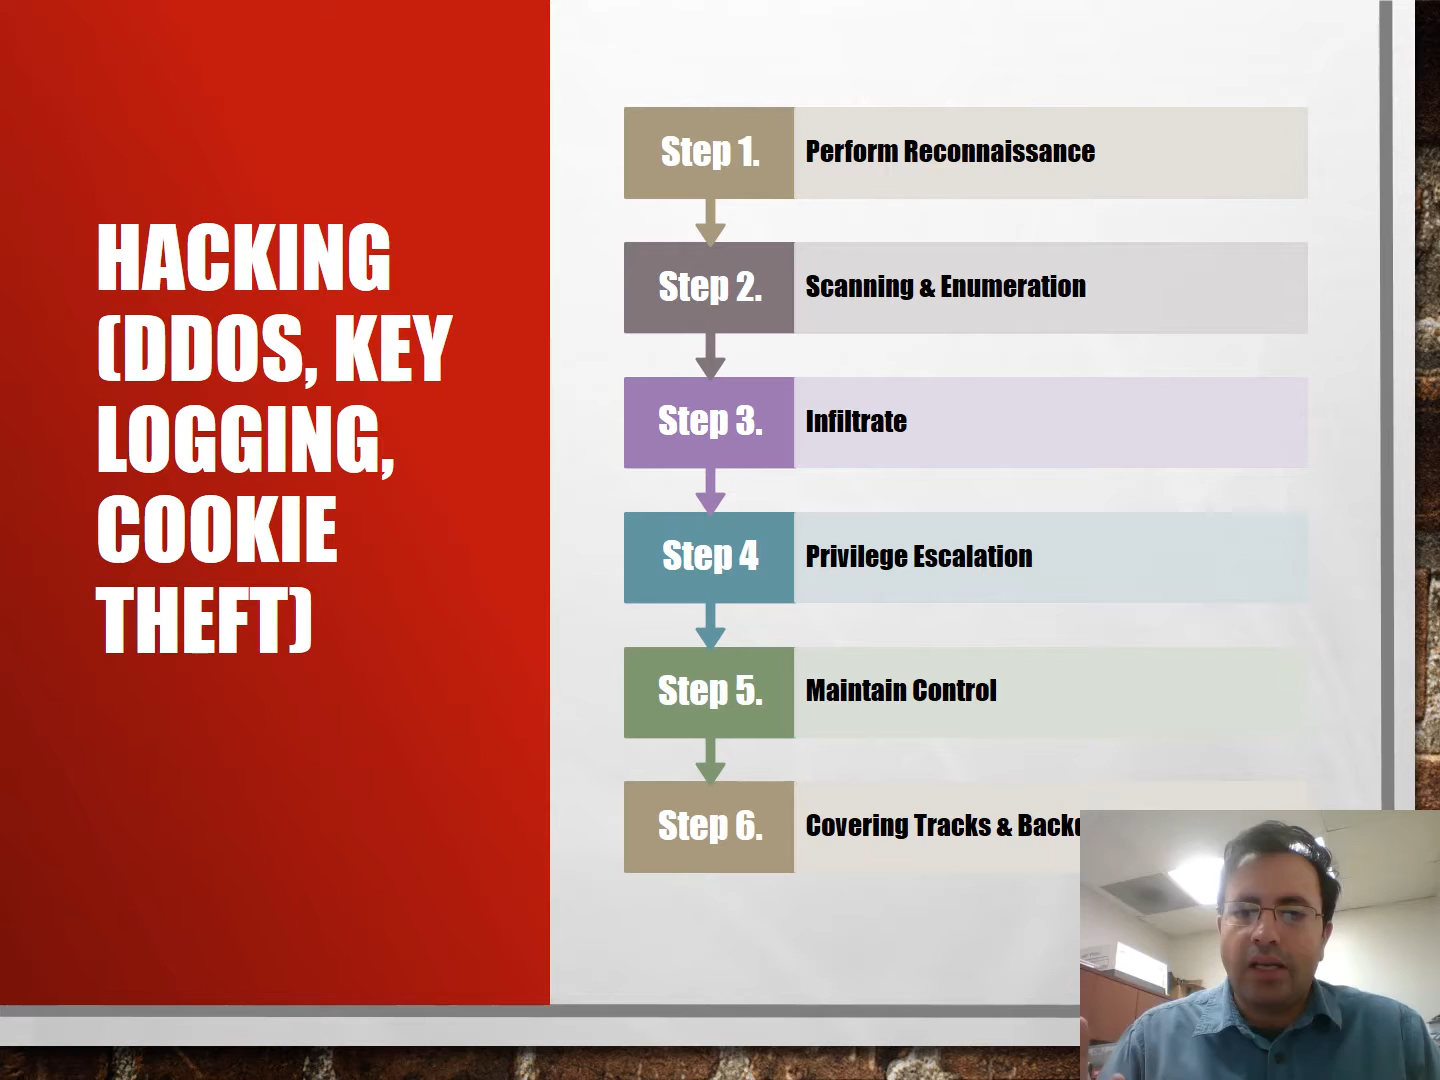 HACKING
(DDOS, KEY
LOGGING,
COOKIE
THEFT)
Step 1.
Perform Reconnaissance
Step 2.
Scanning & Enumeration
Step 3.
Infiltrate
Step 4
Privilege Escalation
Step 5.
Maintain Control
Step 6.
Covering Tracks &